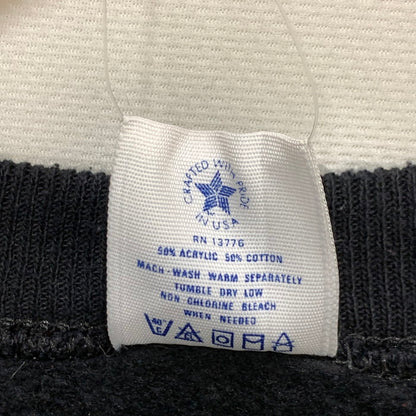 CRAFTED WITH PRIDE
IN USA
RN 13776
50% ACRYLIC 50% COTTON
MACH-WASH WARM SEPARATELY
TUMBLE DRY LOW
NON CHLORINE BLEACH
WHEN NEEDED